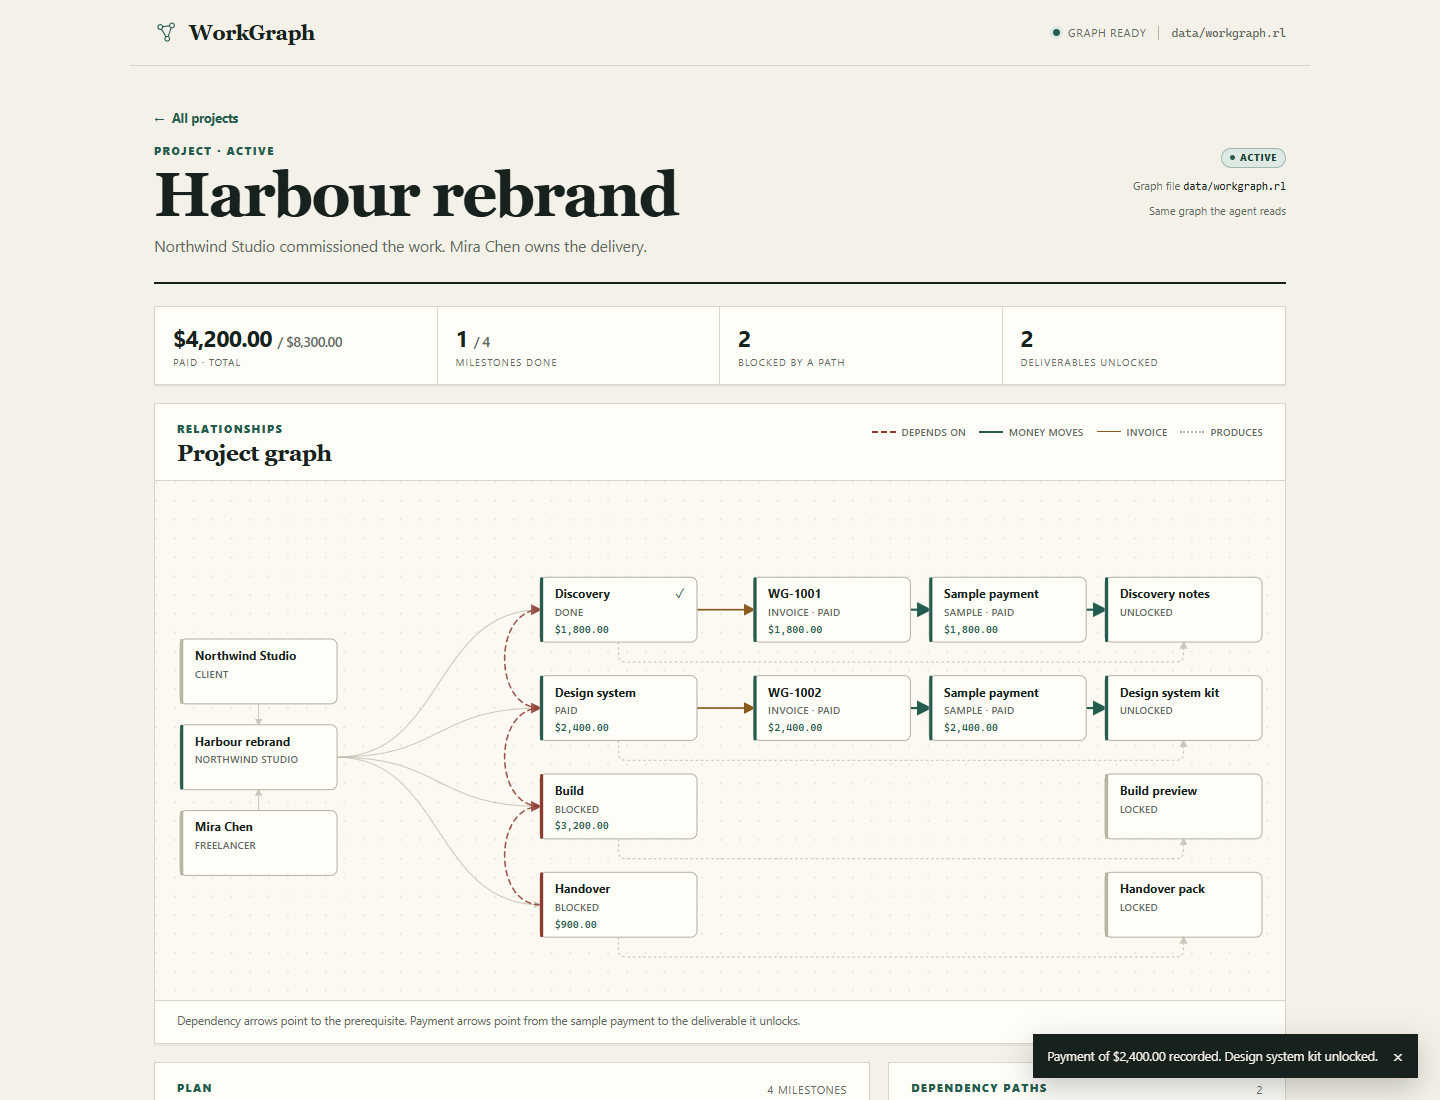 WorkGraph
GRAPH READY
data/workgraph.rl
← All projects
PROJECT · ACTIVE
Harbour rebrand
Northwind Studio commissioned the work. Mira Chen owns the delivery.
ACTIVE
Graph file data/workgraph.rl
Same graph the agent reads
$4,200.00 / $8,300.00
PAID · TOTAL
1 / 4
MILESTONES DONE
2
BLOCKED BY A PATH
2
DELIVERABLES UNLOCKED
RELATIONSHIPS
Project graph
DEPENDS ON
MONEY MOVES
INVOICE
PRODUCES
Northwind Studio
CLIENT
Harbour rebrand
NORTHWIND STUDIO
Mira Chen
FREELANCER
Discovery ✓
DONE
$1,800.00
WG-1001
INVOICE · PAID
$1,800.00
Sample payment
SAMPLE · PAID
$1,800.00
Discovery notes
UNLOCKED
Design system
PAID
$2,400.00
WG-1002
INVOICE · PAID
$2,400.00
Sample payment
SAMPLE · PAID
$2,400.00
Design system kit
UNLOCKED
Build
BLOCKED
$3,200.00
Build preview
LOCKED
Handover
BLOCKED
$900.00
Handover pack
LOCKED
Dependency arrows point to the prerequisite. Payment arrows point from the sample payment to the deliverable it unlocks.
Payment of $2,400.00 recorded. Design system kit unlocked. ×
PLAN
4 MILESTONES
DEPENDENCY PATHS
2